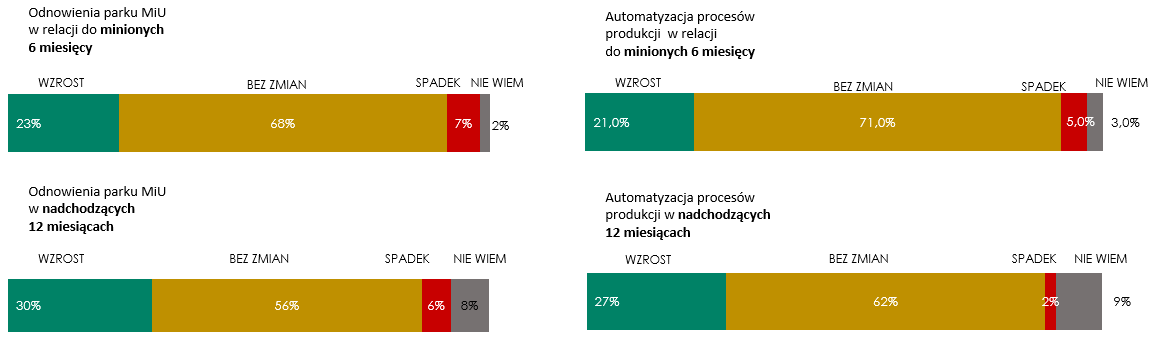 Odnowienia parku MiU
w relacji do minionych
6 miesięcy
WZROST BEZ ZMIAN SPADEK NIE WIEM
23% 68% 7% 2%
Automatyzacja procesów
produkcji w relacji
do minionych 6 miesięcy
WZROST BEZ ZMIAN SPADEK NIE WIEM
21,0% 71,0% 5,0% 3,0%
Odnowienia parku MiU
w nadchodzących
12 miesiącach
WZROST BEZ ZMIAN SPADEK NIE WIEM
30% 56% 6% 8%
Automatyzacja procesów
produkcji w nadchodzących
12 miesiącach
WZROST BEZ ZMIAN SPADEK NIE WIEM
27% 62% 2% 9%